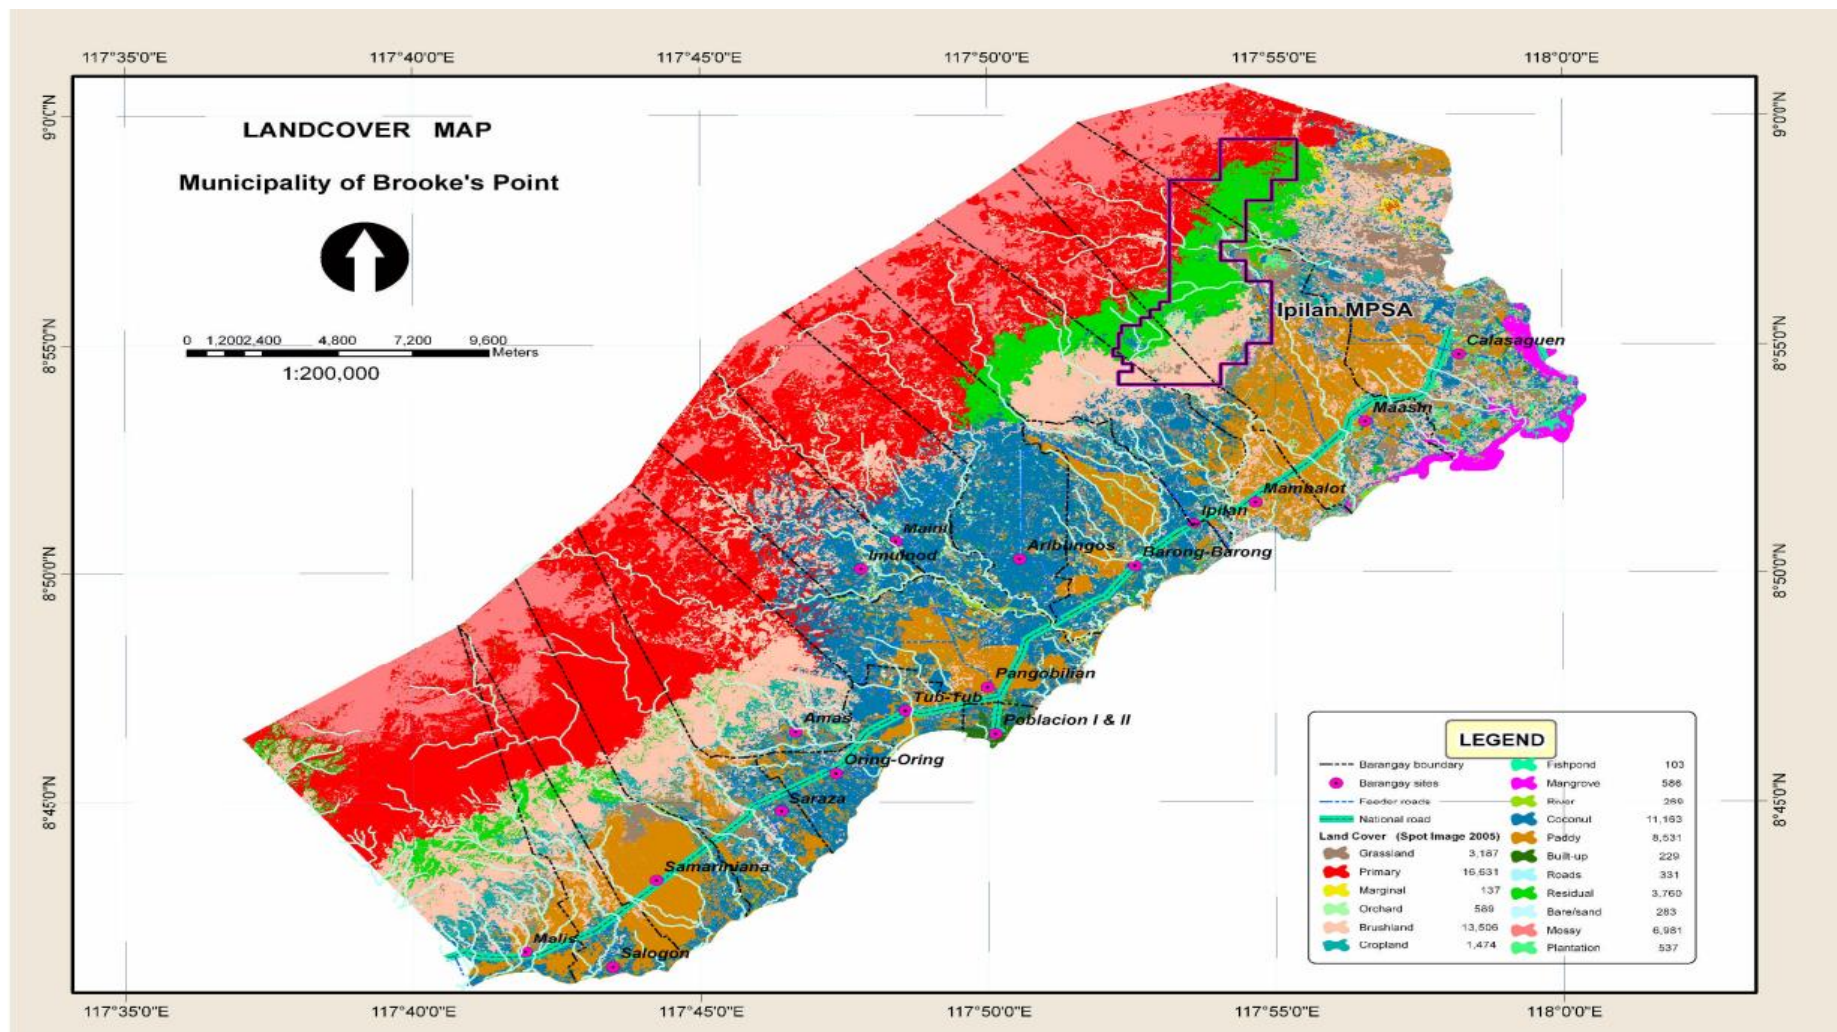 117°35'0"E 117°40'0"E 117°45'0"E 117°50'0"E 117°55'0"E 118°0'0"E
9°0'0"N 9°0'0"N
LANDCOVER MAP
Municipality of Brooke's Point
0 1,200 2,400 4,800 7,200 9,600
Meters
1:200,000
8°55'0"N 8°55'0"N
Ipilan MPSA
Calasaguen
Maasin
Mambalot
Ipilan
Aribungos
Barong-Barong
Imulnod
8°50'0"N 8°50'0"N
Pangobilian
Tub-Tub
Amas
Poblacion I & II
Oring-Oring
Saraza
8°45'0"N 8°45'0"N
Samariniana
Malis
Salogon
LEGEND
Barangay boundary
Barangay sites
Feeder roads
National road
Land Cover (Spot Image 2005)
Grassland 3,187
Primary 16,631
Marginal 137
Orchard 589
Brushland 13,506
Cropland 1,474
Fishpond 103
Mangrove 586
River 269
Coconut 11,163
Paddy 8,531
Built-up 229
Roads 331
Residual 3,760
Bare/sand 283
Mossy 6,981
Plantation 537
117°35'0"E 117°40'0"E 117°45'0"E 117°50'0"E 117°55'0"E 118°0'0"E